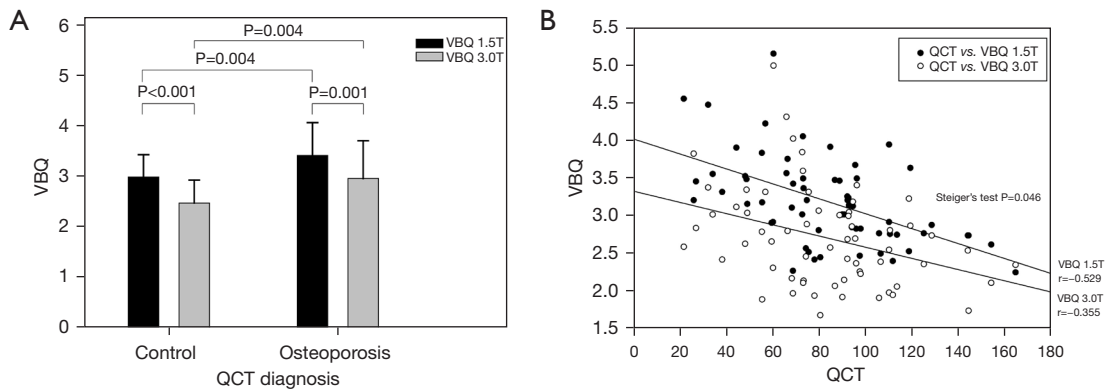 A
6
5
4
3
2
1
0
VBQ
P=0.004
P=0.004
P<0.001
P=0.001
VBQ 1.5T
VBQ 3.0T
Control
Osteoporosis
QCT diagnosis
B
5.5
5.0
4.5
4.0
3.5
3.0
2.5
2.0
1.5
VBQ
QCT vs. VBQ 1.5T
QCT vs. VBQ 3.0T
Steiger's test P=0.046
VBQ 1.5T
r=−0.529
VBQ 3.0T
r=−0.355
0 20 40 60 80 100 120 140 160 180
QCT